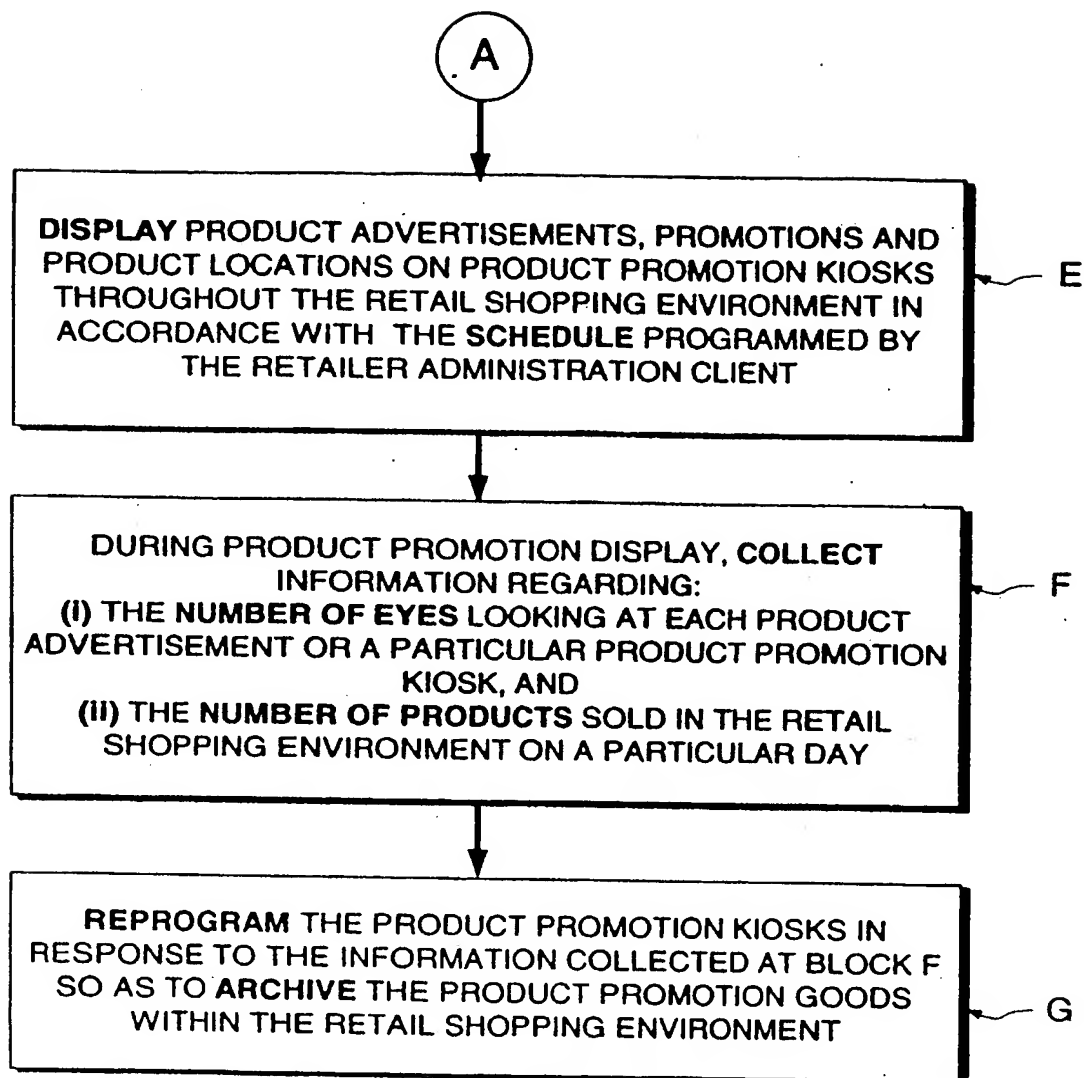 A
DISPLAY PRODUCT ADVERTISEMENTS, PROMOTIONS AND
PRODUCT LOCATIONS ON PRODUCT PROMOTION KIOSKS
THROUGHOUT THE RETAIL SHOPPING ENVIRONMENT IN
ACCORDANCE WITH THE SCHEDULE PROGRAMMED BY
THE RETAILER ADMINISTRATION CLIENT
E
DURING PRODUCT PROMOTION DISPLAY, COLLECT
INFORMATION REGARDING:
(i) THE NUMBER OF EYES LOOKING AT EACH PRODUCT
ADVERTISEMENT OR A PARTICULAR PRODUCT PROMOTION
KIOSK, AND
(ii) THE NUMBER OF PRODUCTS SOLD IN THE RETAIL
SHOPPING ENVIRONMENT ON A PARTICULAR DAY
F
REPROGRAM THE PRODUCT PROMOTION KIOSKS IN
RESPONSE TO THE INFORMATION COLLECTED AT BLOCK F
SO AS TO ARCHIVE THE PRODUCT PROMOTION GOODS
WITHIN THE RETAIL SHOPPING ENVIRONMENT
G